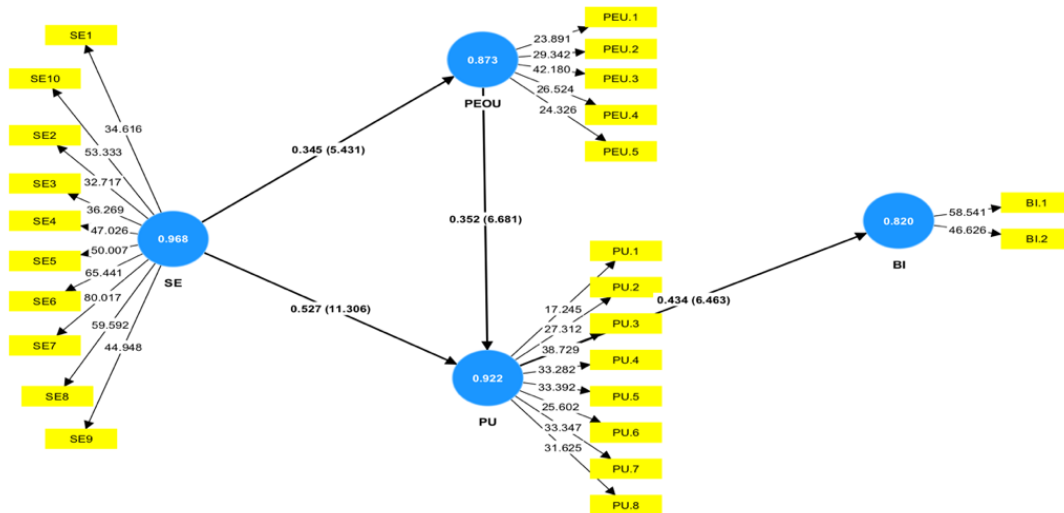 SE1
SE10
SE2
SE3
SE4
SE5
SE6
SE7
SE8
SE9
34.616
53.333
32.717
36.269
47.026
50.007
65.441
80.017
59.592
44.948
0.968
SE
0.345 (5.431)
0.527 (11.306)
0.873
PEOU
23.891
29.342
42.180
26.524
24.326
PEU.1
PEU.2
PEU.3
PEU.4
PEU.5
0.352 (6.681)
0.922
PU
17.245
27.312
38.729
33.282
33.392
25.602
33.347
31.625
PU.1
PU.2
PU.3
PU.4
PU.5
PU.6
PU.7
PU.8
0.434 (6.463)
0.820
BI
58.541
46.626
BI.1
BI.2